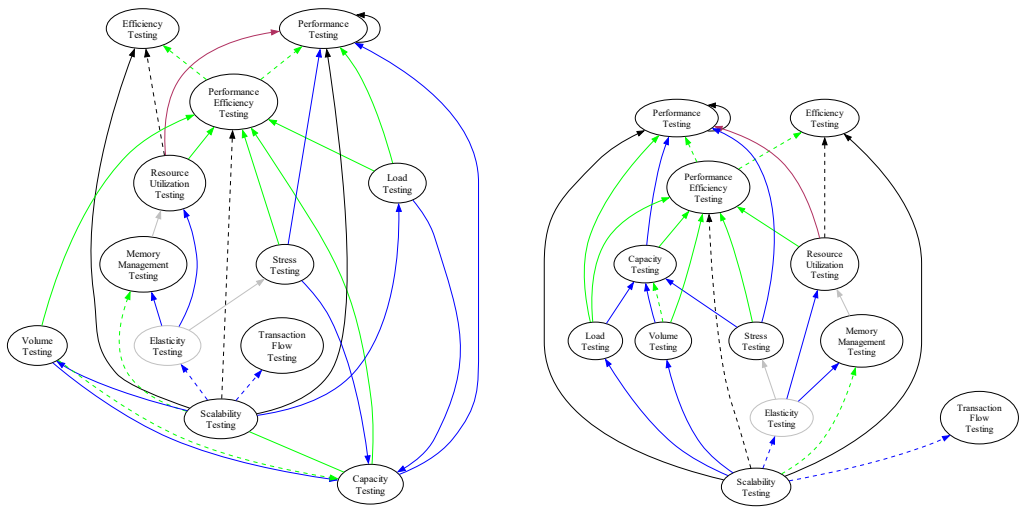 Efficiency
Testing
Performance
Testing
Performance
Efficiency
Testing
Resource
Utilization
Testing
Load
Testing
Memory
Management
Testing
Stress
Testing
Volume
Testing
Elasticity
Testing
Transaction
Flow
Testing
Scalability
Testing
Capacity
Testing
Performance
Testing
Efficiency
Testing
Performance
Efficiency
Testing
Capacity
Testing
Resource
Utilization
Testing
Load
Testing
Volume
Testing
Stress
Testing
Memory
Management
Testing
Elasticity
Testing
Transaction
Flow
Testing
Scalability
Testing